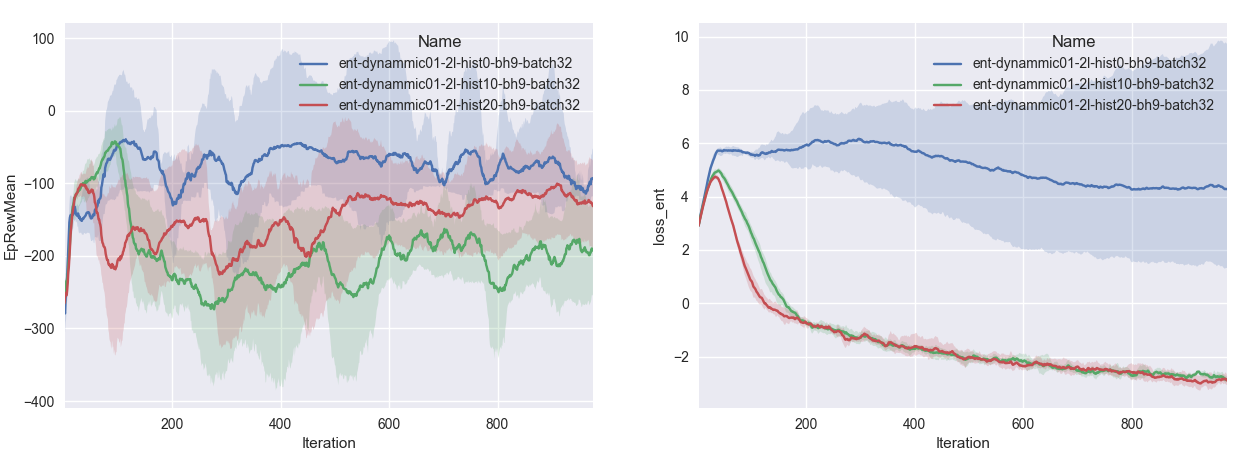 Name
ent-dynammic01-2l-hist0-bh9-batch32
ent-dynammic01-2l-hist10-bh9-batch32
ent-dynammic01-2l-hist20-bh9-batch32
100
0
−100
−200
−300
−400
EpRewMean
200
400
600
800
Iteration
Name
ent-dynammic01-2l-hist0-bh9-batch32
ent-dynammic01-2l-hist10-bh9-batch32
ent-dynammic01-2l-hist20-bh9-batch32
10
8
6
4
2
0
−2
loss_ent
200
400
600
800
Iteration